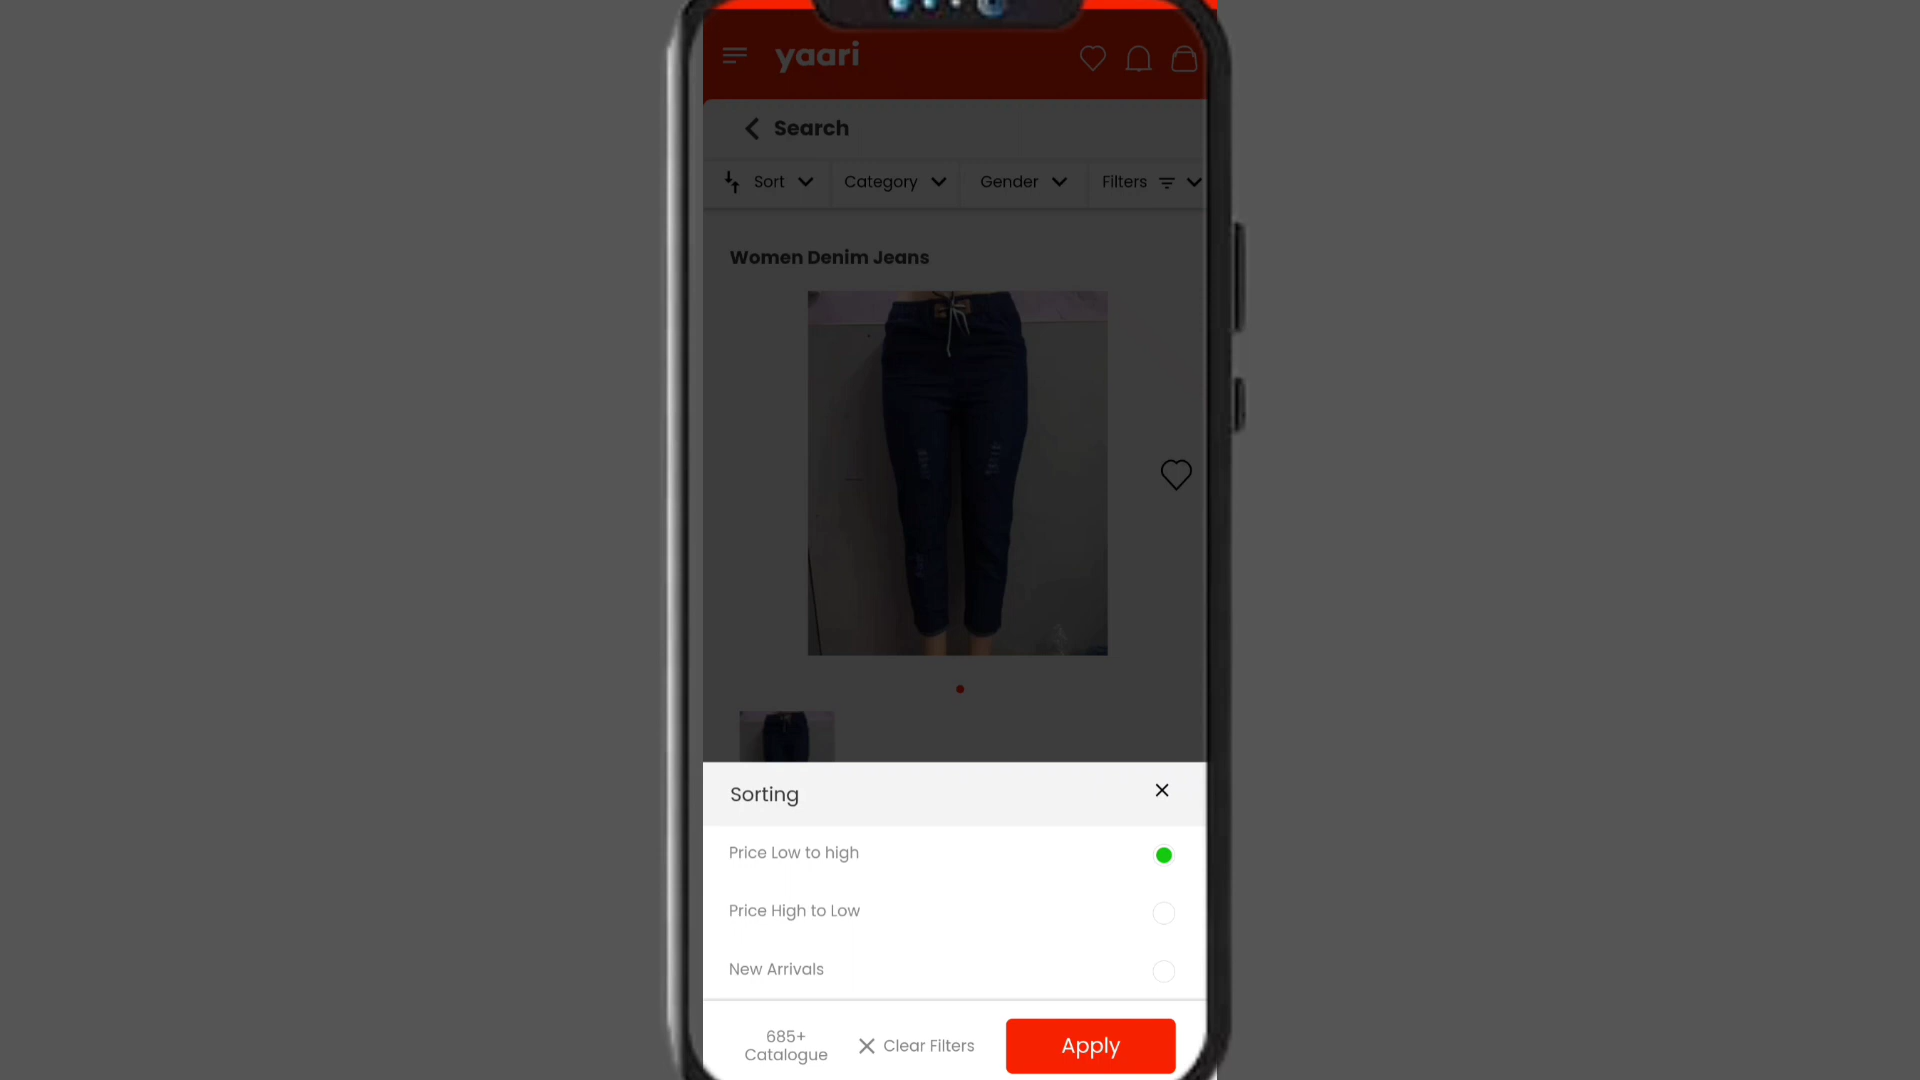 yaari
Search
Sort
Category
Gender
Filters
Women Denim Jeans
Sorting
Price Low to high
Price High to Low
New Arrivals
685+
Catalogue
Clear Filters
Apply